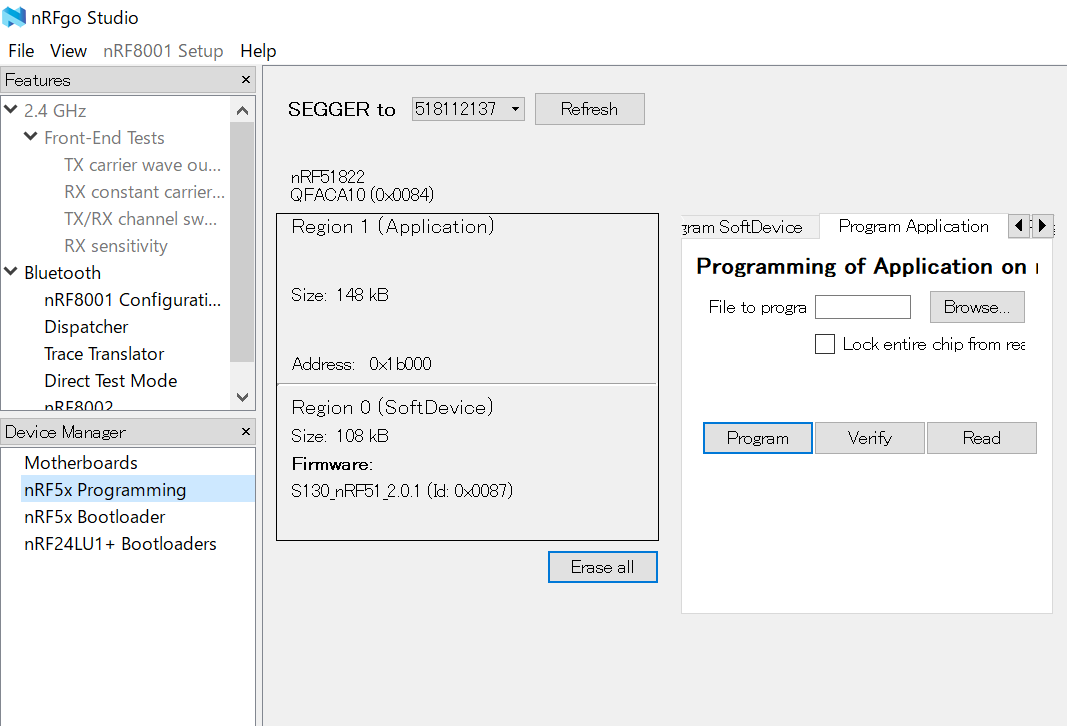 nRFgo Studio
File View nRF8001 Setup Help
Features ×
2.4 GHz
Front-End Tests
TX carrier wave ou...
RX constant carrier...
TX/RX channel sw...
RX sensitivity
Bluetooth
nRF8001 Configurati...
Dispatcher
Trace Translator
Direct Test Mode
nRF8002
Device Manager ×
Motherboards
nRF5x Programming
nRF5x Bootloader
nRF24LU1+ Bootloaders
SEGGER to 518112137 Refresh
nRF51822
QFACA10 (0x0084)
Region 1 (Application)
Size: 148 kB
Address: 0x1b000
Region 0 (SoftDevice)
Size: 108 kB
Firmware:
S130_nRF51_2.0.1 (Id: 0x0087)
Erase all
gram SoftDevice Program Application
Programming of Application on
File to progra Browse...
Lock entire chip from rea
Program Verify Read